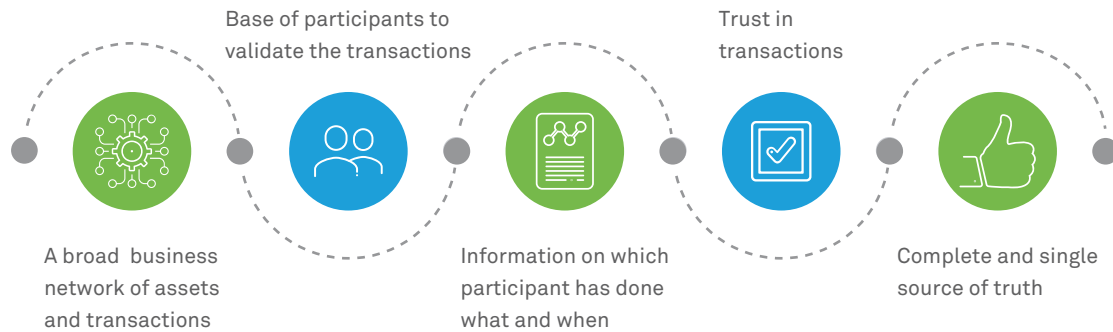 A broad business
network of assets
and transactions
Base of participants to
validate the transactions
Information on which
participant has done
what and when
Trust in
transactions
Complete and single
source of truth